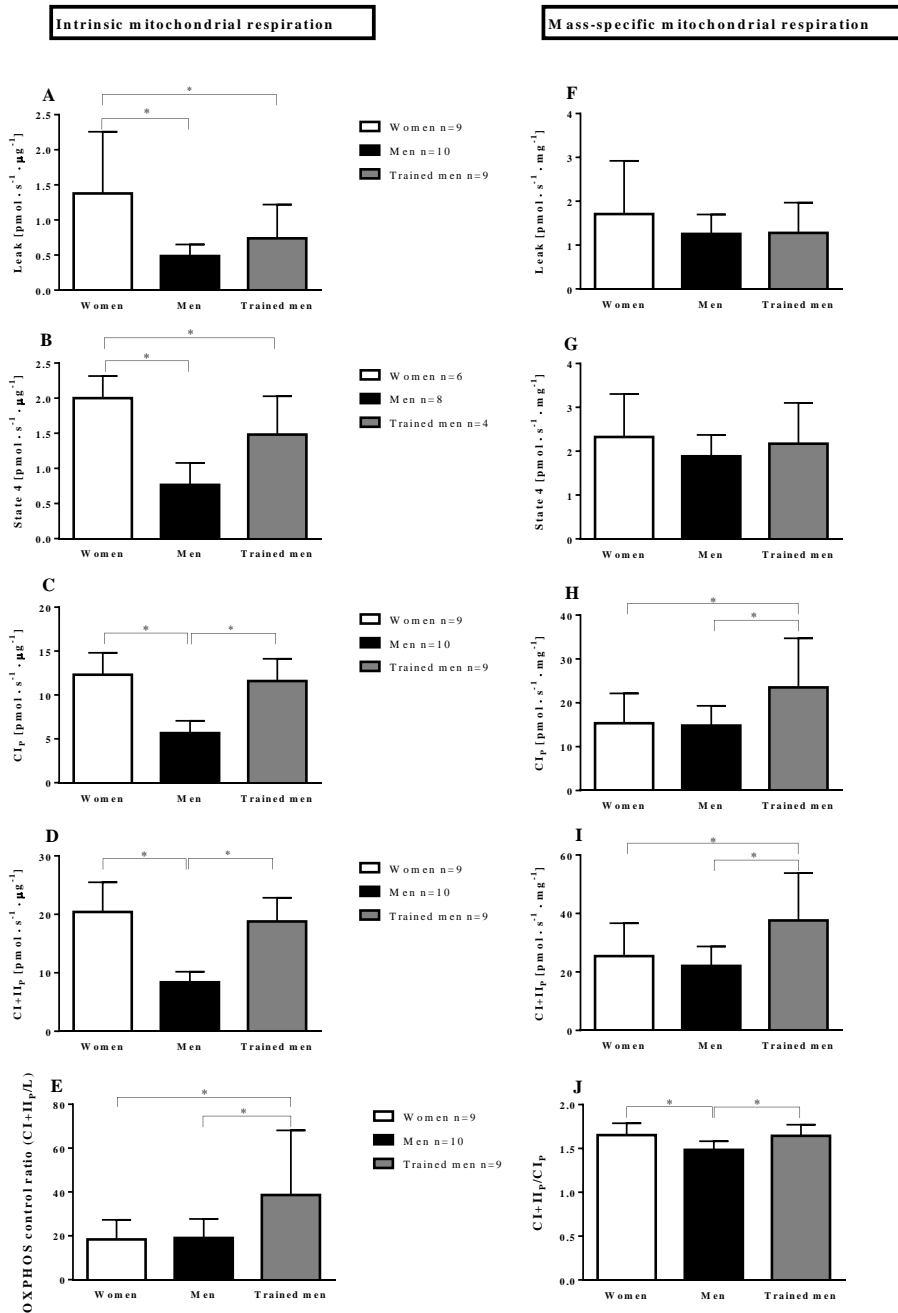 Intrinsic mitochondrial respiration
Mass-specific mitochondrial respiration
A
*
*
Leak [pmol · s⁻¹ · µg⁻¹]
2.5
2.0
1.5
1.0
0.5
0.0
Women
Men
Trained men
Women n=9
Men n=10
Trained men n=9
F
Leak [pmol · s⁻¹ · mg⁻¹]
4
3
2
1
0
Women
Men
Trained men
B
*
*
State 4 [pmol · s⁻¹ · µg⁻¹]
2.5
2.0
1.5
1.0
0.5
0.0
Women
Men
Trained men
Women n=6
Men n=8
Trained men n=4
G
State 4 [pmol · s⁻¹ · mg⁻¹]
4
3
2
1
0
Women
Men
Trained men
C
*
*
CIₚ [pmol · s⁻¹ · µg⁻¹]
20
15
10
5
0
Women
Men
Trained men
Women n=9
Men n=10
Trained men n=9
H
*
*
CIₚ [pmol · s⁻¹ · mg⁻¹]
40
30
20
10
0
Women
Men
Trained men
D
*
*
CI+IIₚ [pmol · s⁻¹ · µg⁻¹]
30
20
10
0
Women
Men
Trained men
Women n=9
Men n=10
Trained men n=9
I
*
*
CI+IIₚ [pmol · s⁻¹ · mg⁻¹]
60
40
20
0
Women
Men
Trained men
E
*
*
OXPHOS control ratio (CI+IIₚ/L)
80
60
40
20
0
Women
Men
Trained men
Women n=9
Men n=10
Trained men n=9
J
*
*
CI+IIₚ/CIₚ
2.0
1.5
1.0
0.5
0.0
Women
Men
Trained men